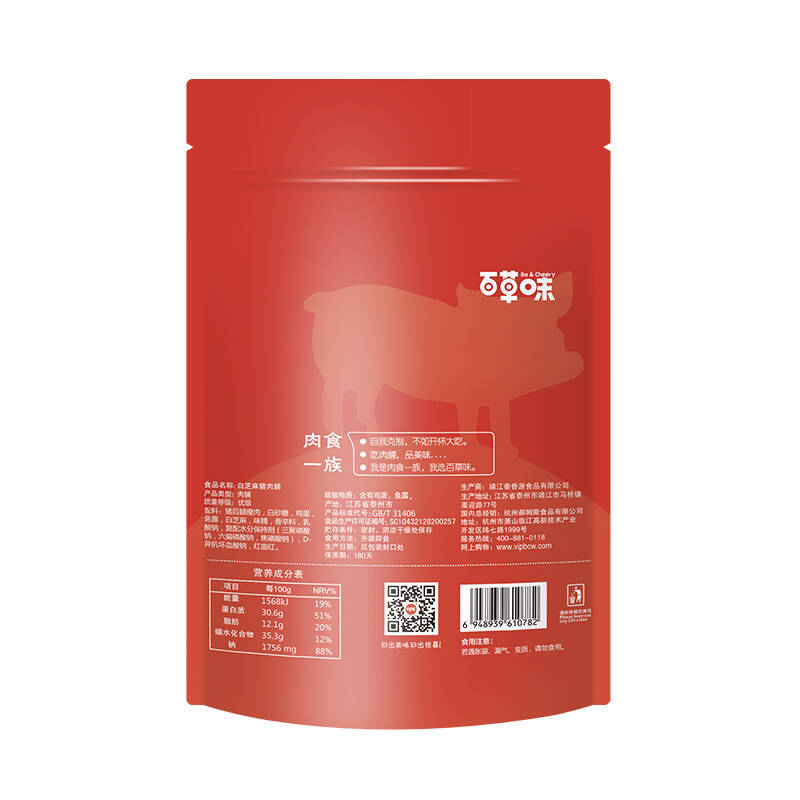 Be & Cheery
百草味
肉食
一族
自我克制，不如开怀大吃。
吃肉脯，品美味....
我是肉食一族，我选百草味。
食品名称：白芝麻猪肉脯
产品类型：肉脯
质量等级：优级
配料：猪后腿瘦肉，白砂糖，鸡蛋，
鱼露，白芝麻，味精，香辛料，乳
酸钠，复配水分保持剂（三聚磷酸
钠，六偏磷酸钠，焦磷酸钠），D-
异抗坏血酸钠，红曲红。
致敏物质：含有鸡蛋，鱼露。
产地：江苏省泰州市
产品标准代号：GB/T 31406
食品生产许可证编号：SC10432128200257
贮存条件：密封、阴凉干燥处保存
食用方法：开袋即食
生产日期：见包装封口处
保质期：180天
生产商：靖江秦香源食品有限公司
生产地址：江苏省泰州市靖江市马桥镇
秦迎路77号
国内总经销：杭州郝姆斯食品有限公司
地址：杭州市萧山临江高新技术产业
开发区纬七路1999号
服务热线：400-881-0118
网上购物：www.vipbcw.com
营养成分表
项目 每100g NRV%
能量 1568kJ 19%
蛋白质 30.6g 51%
脂肪 12.1g 20%
碳水化合物 35.3g 12%
钠 1756 mg 88%
6 948939 610782
Please keep our
city life clean
食用注意：
若遇胀袋、漏气、变质，请勿食用。